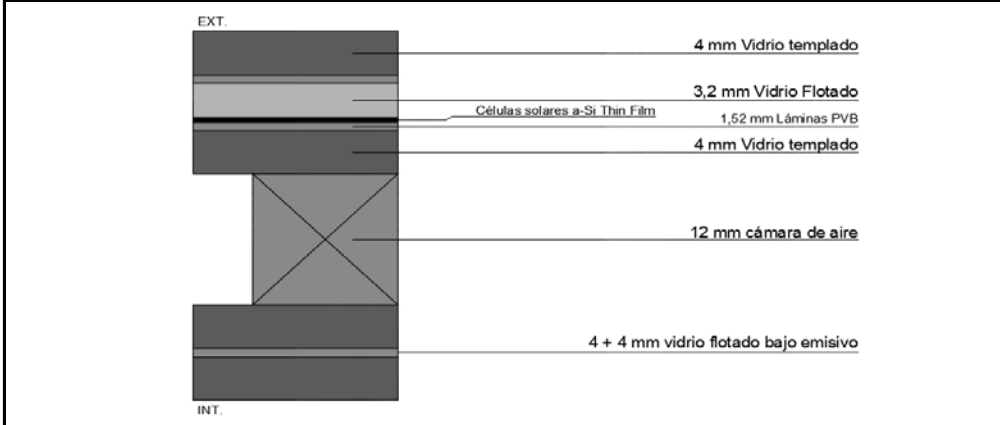 EXT.
4 mm Vidrio templado
3,2 mm Vidrio Flotado
Células solares a-Si Thin Film
1,52 mm Láminas PVB
4 mm Vidrio templado
12 mm cámara de aire
4 + 4 mm vidrio flotado bajo emisivo
INT.